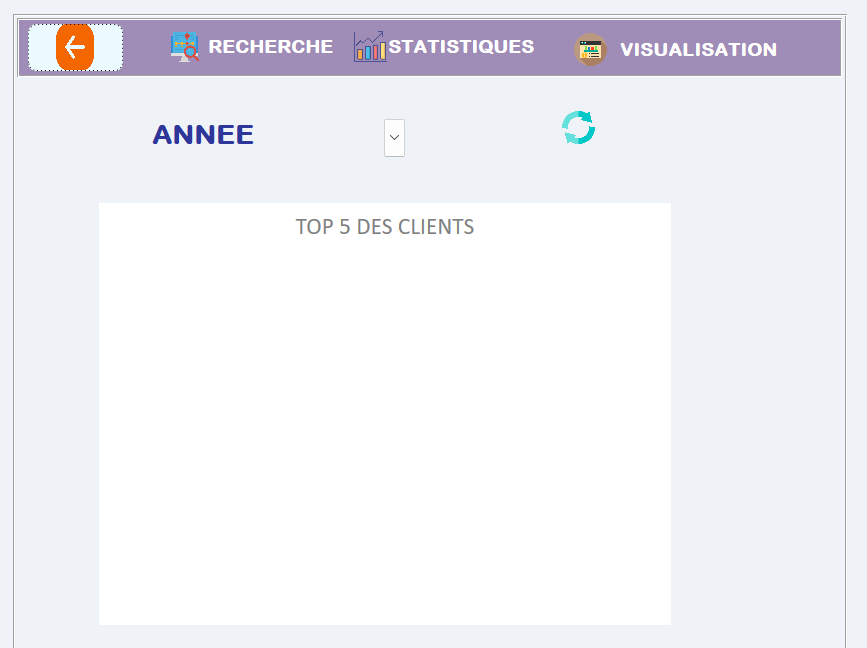 RECHERCHE
STATISTIQUES
VISUALISATION
ANNEE
TOP 5 DES CLIENTS